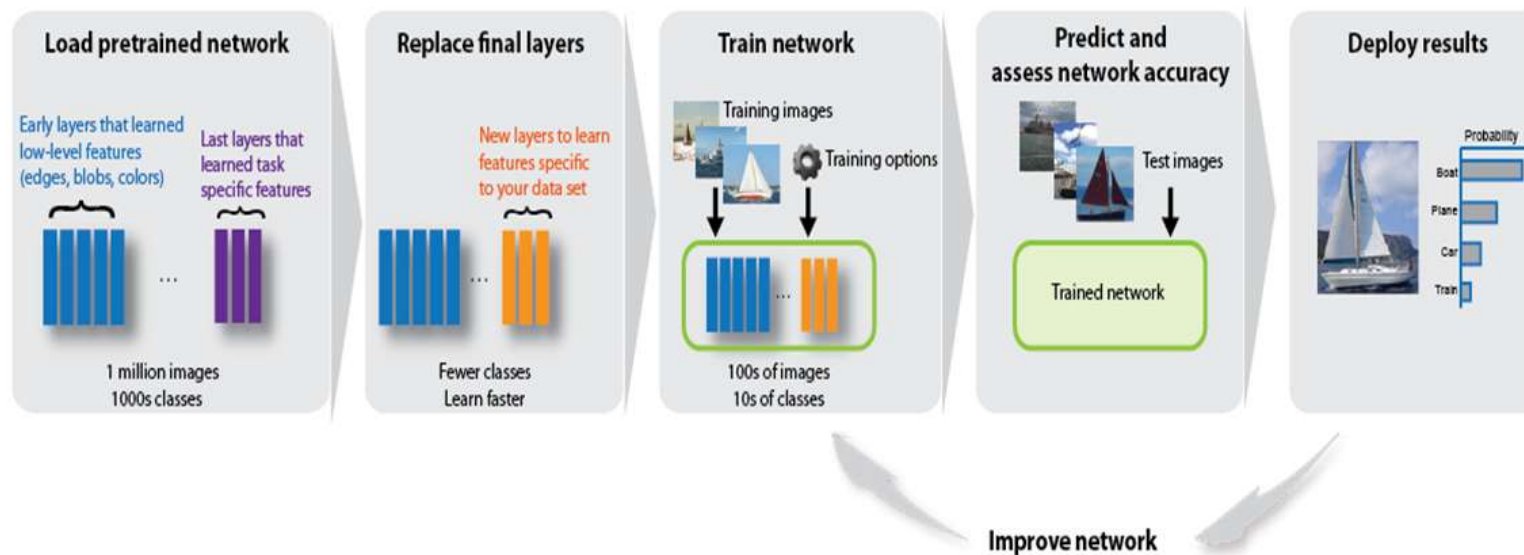 Load pretrained network
Early layers that learned
low-level features
(edges, blobs, colors)
Last layers that
learned task
specific features
...
1 million images
1000s classes
Replace final layers
New layers to learn
features specific
to your data set
...
Fewer classes
Learn faster
Train network
Training images
Training options
...
100s of images
10s of classes
Predict and
assess network accuracy
Test images
Trained network
Deploy results
Probability
Boat
Plane
Car
Train
Improve network